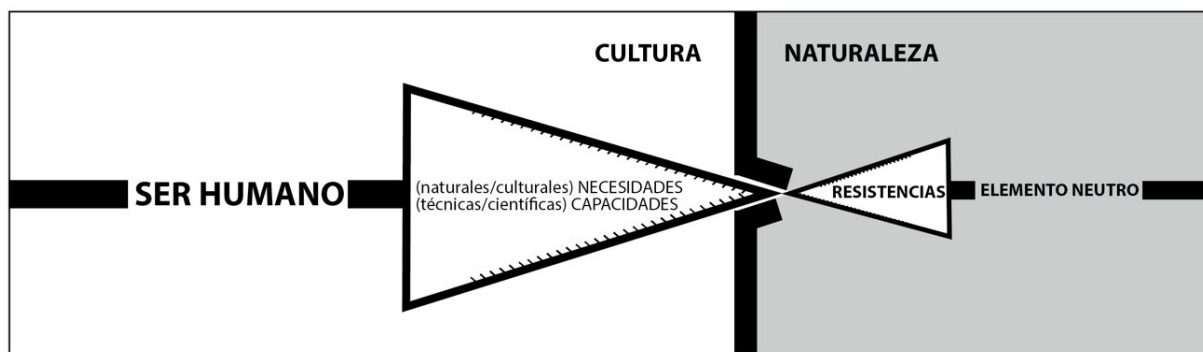 CULTURA
NATURALEZA
SER HUMANO
(naturales/culturales) NECESIDADES
(técnicas/científicas) CAPACIDADES
RESISTENCIAS
ELEMENTO NEUTRO